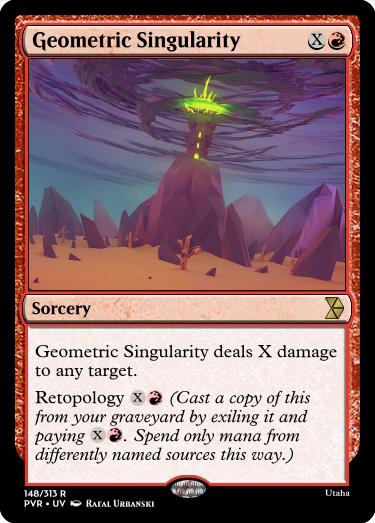 Geometric Singularity X R
Sorcery
Geometric Singularity deals X damage
to any target.
Retopology X (Cast a copy of this
from your graveyard by exiling it and
paying X. Spend only mana from
differently named sources this way.)
148/313 R
PVR • UV Rafal Urbanski
Utaha